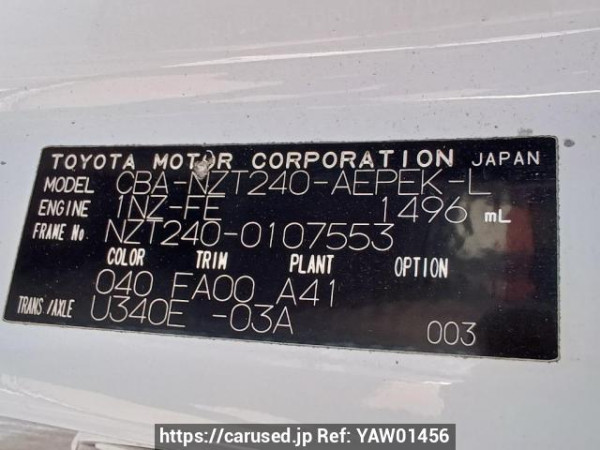 TOYOTA MOTOR CORPORATION JAPAN
MODEL CBA-NZT240-AEPEK-L
ENGINE 1NZ-FE 1496 mL
FRAME No. NZT240-0107553
COLOR TRIM PLANT OPTION
040 FA00 A41
TRANS./AXLE U340E -03A 003
https://carused.jp Ref: YAW01456